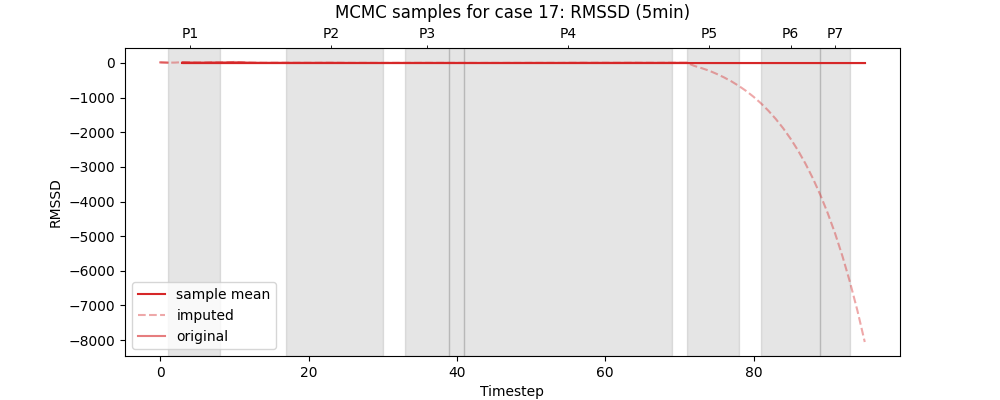 MCMC samples for case 17: RMSSD (5min)
P1 P2 P3 P4 P5 P6 P7
0
−1000
−2000
−3000
−4000
−5000
−6000
−7000
−8000
RMSSD
sample mean
imputed
original
0 20 40 60 80
Timestep